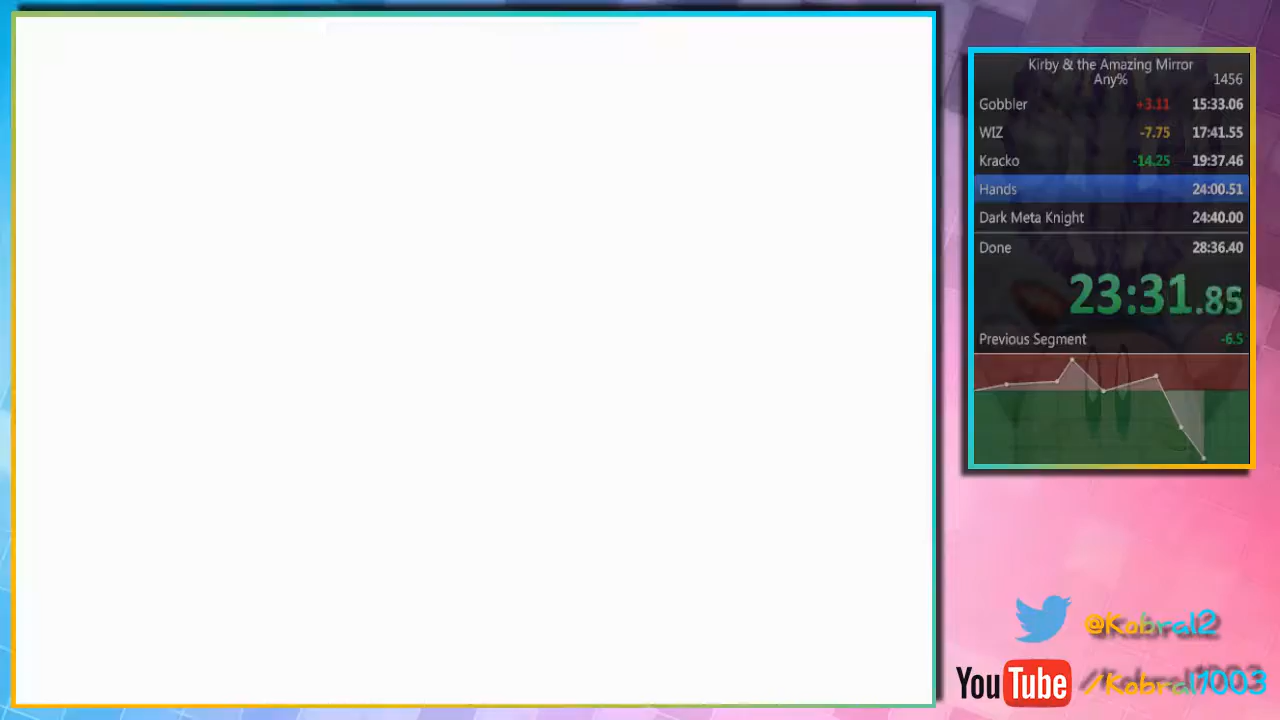 Kirby & the Amazing Mirror
Any% 1456
Gobbler +3.11 15:33.06
WIZ -7.75 17:41.55
Kracko -14.25 19:37.46
Hands 24:00.51
Dark Meta Knight 24:40.00
Done 28:36.40
23:31.85
Previous Segment -6.5
@Kobral2
YouTube /Kobral1003